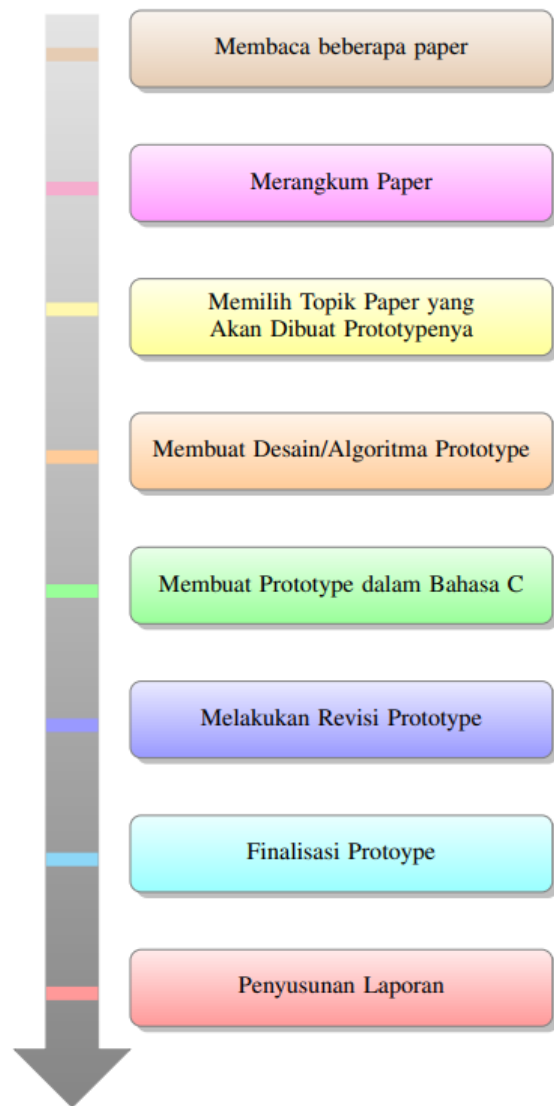 Membaca beberapa paper
Merangkum Paper
Memilih Topik Paper yang
Akan Dibuat Prototypenya
Membuat Desain/Algoritma Prototype
Membuat Prototype dalam Bahasa C
Melakukan Revisi Prototype
Finalisasi Protoype
Penyusunan Laporan